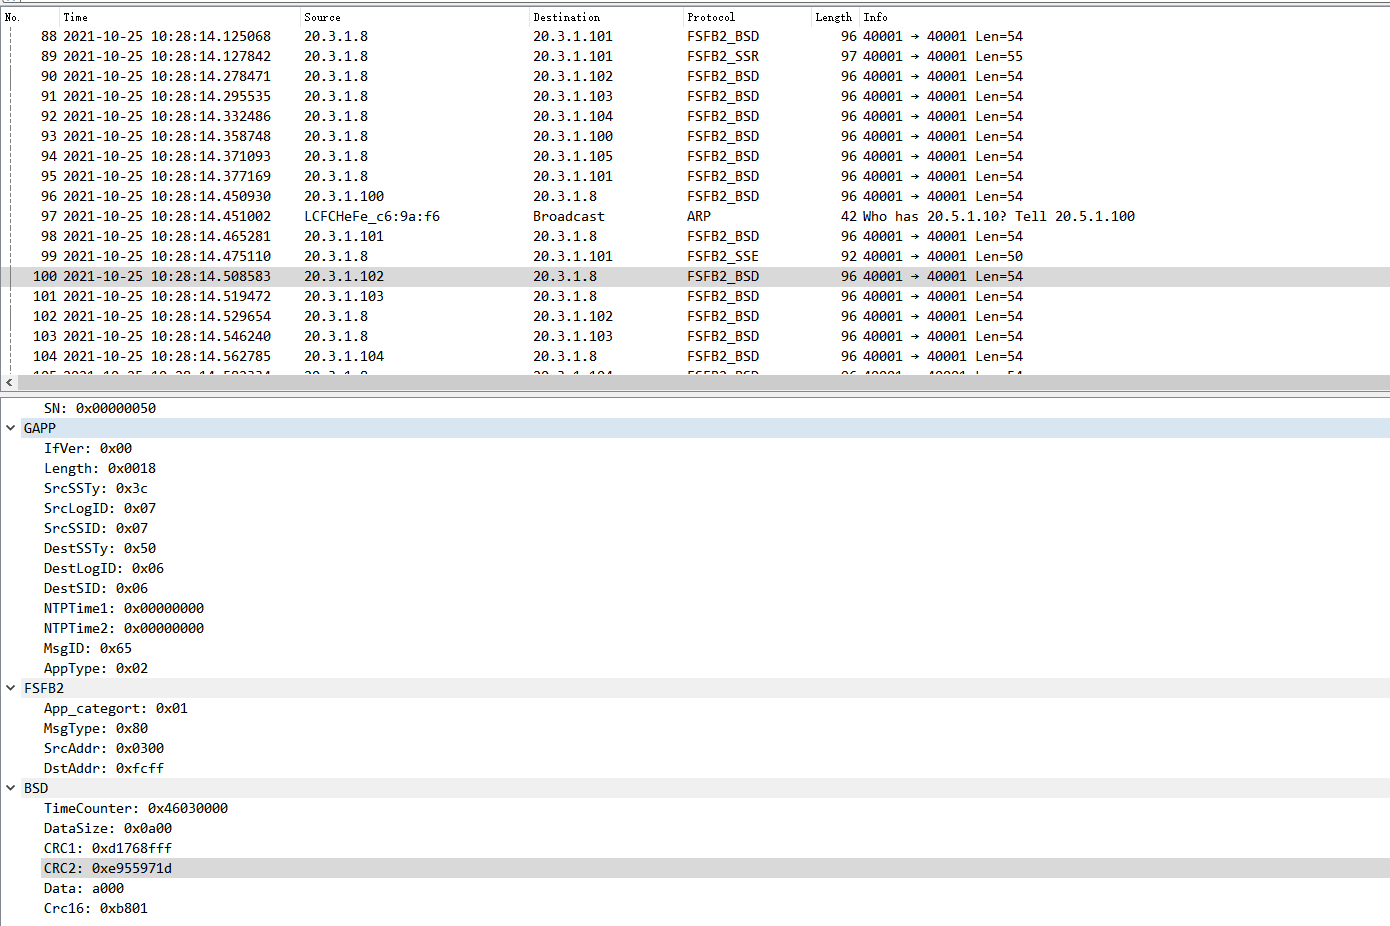 No. Time Source Destination Protocol Length Info
88 2021-10-25 10:28:14.125068 20.3.1.8 20.3.1.101 FSFB2_BSD 96 40001 → 40001 Len=54
89 2021-10-25 10:28:14.127842 20.3.1.8 20.3.1.101 FSFB2_SSR 97 40001 → 40001 Len=55
90 2021-10-25 10:28:14.278471 20.3.1.8 20.3.1.102 FSFB2_BSD 96 40001 → 40001 Len=54
91 2021-10-25 10:28:14.295535 20.3.1.8 20.3.1.103 FSFB2_BSD 96 40001 → 40001 Len=54
92 2021-10-25 10:28:14.332486 20.3.1.8 20.3.1.104 FSFB2_BSD 96 40001 → 40001 Len=54
93 2021-10-25 10:28:14.358748 20.3.1.8 20.3.1.100 FSFB2_BSD 96 40001 → 40001 Len=54
94 2021-10-25 10:28:14.371093 20.3.1.8 20.3.1.105 FSFB2_BSD 96 40001 → 40001 Len=54
95 2021-10-25 10:28:14.377169 20.3.1.8 20.3.1.101 FSFB2_BSD 96 40001 → 40001 Len=54
96 2021-10-25 10:28:14.450930 20.3.1.100 20.3.1.8 FSFB2_BSD 96 40001 → 40001 Len=54
97 2021-10-25 10:28:14.451002 LCFCHeFe_c6:9a:f6 Broadcast ARP 42 Who has 20.5.1.10? Tell 20.5.1.100
98 2021-10-25 10:28:14.465281 20.3.1.101 20.3.1.8 FSFB2_BSD 96 40001 → 40001 Len=54
99 2021-10-25 10:28:14.475110 20.3.1.8 20.3.1.101 FSFB2_SSE 92 40001 → 40001 Len=50
100 2021-10-25 10:28:14.508583 20.3.1.102 20.3.1.8 FSFB2_BSD 96 40001 → 40001 Len=54
101 2021-10-25 10:28:14.519472 20.3.1.103 20.3.1.8 FSFB2_BSD 96 40001 → 40001 Len=54
102 2021-10-25 10:28:14.529654 20.3.1.8 20.3.1.102 FSFB2_BSD 96 40001 → 40001 Len=54
103 2021-10-25 10:28:14.546240 20.3.1.8 20.3.1.103 FSFB2_BSD 96 40001 → 40001 Len=54
104 2021-10-25 10:28:14.562785 20.3.1.104 20.3.1.8 FSFB2_BSD 96 40001 → 40001 Len=54
SN: 0x00000050
GAPP
IfVer: 0x00
Length: 0x0018
SrcSSTy: 0x3c
SrcLogID: 0x07
SrcSSID: 0x07
DestSSTy: 0x50
DestLogID: 0x06
DestSID: 0x06
NTPTime1: 0x00000000
NTPTime2: 0x00000000
MsgID: 0x65
AppType: 0x02
FSFB2
App_categort: 0x01
MsgType: 0x80
SrcAddr: 0x0300
DstAddr: 0xfcff
BSD
TimeCounter: 0x46030000
DataSize: 0x0a00
CRC1: 0xd1768fff
CRC2: 0xe955971d
Data: a000
Crc16: 0xb801